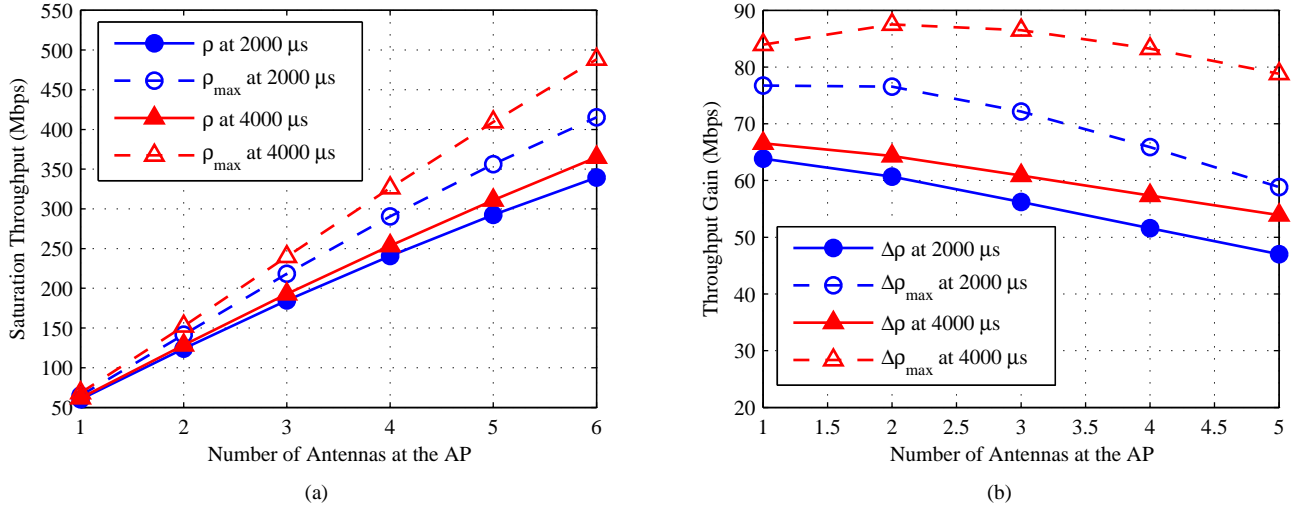 550
500
450
400
350
300
250
200
150
100
50
1 2 3 4 5 6
Saturation Throughput (Mbps)
Number of Antennas at the AP
ρ at 2000 μs
ρmax at 2000 μs
ρ at 4000 μs
ρmax at 4000 μs
(a)
90
80
70
60
50
40
30
20
1 1.5 2 2.5 3 3.5 4 4.5 5
Throughput Gain (Mbps)
Number of Antennas at the AP
Δρ at 2000 μs
Δρmax at 2000 μs
Δρ at 4000 μs
Δρmax at 4000 μs
(b)